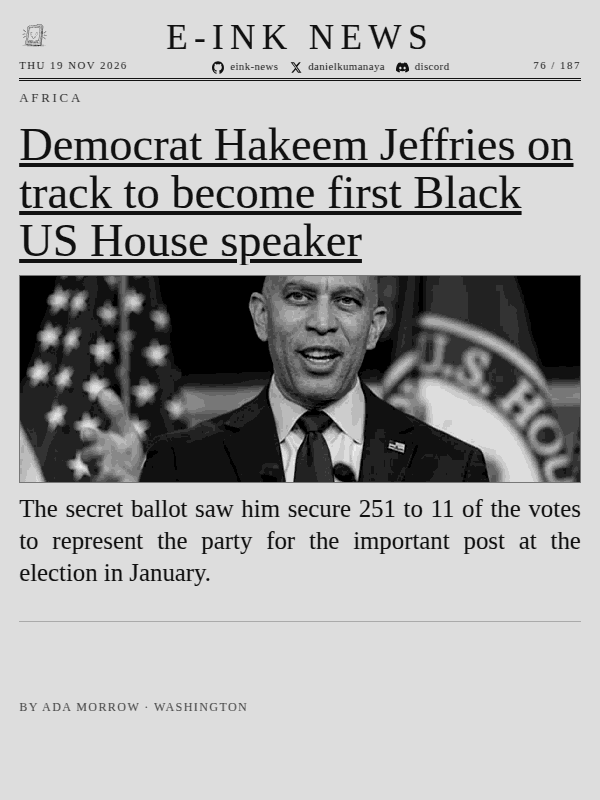 E-INK NEWS
THU 19 NOV 2026
eink-news
danielkumanaya
discord
76 / 187
AFRICA
Democrat Hakeem Jeffries on
track to become first Black
US House speaker
U.S. HOU
The secret ballot saw him secure 251 to 11 of the votes
to represent the party for the important post at the
election in January.
BY ADA MORROW · WASHINGTON